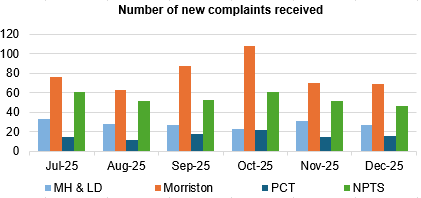 Number of new complaints received
120
100
80
60
40
20
0
Jul-25 Aug-25 Sep-25 Oct-25 Nov-25 Dec-25
MH & LD Morriston PCT NPTS